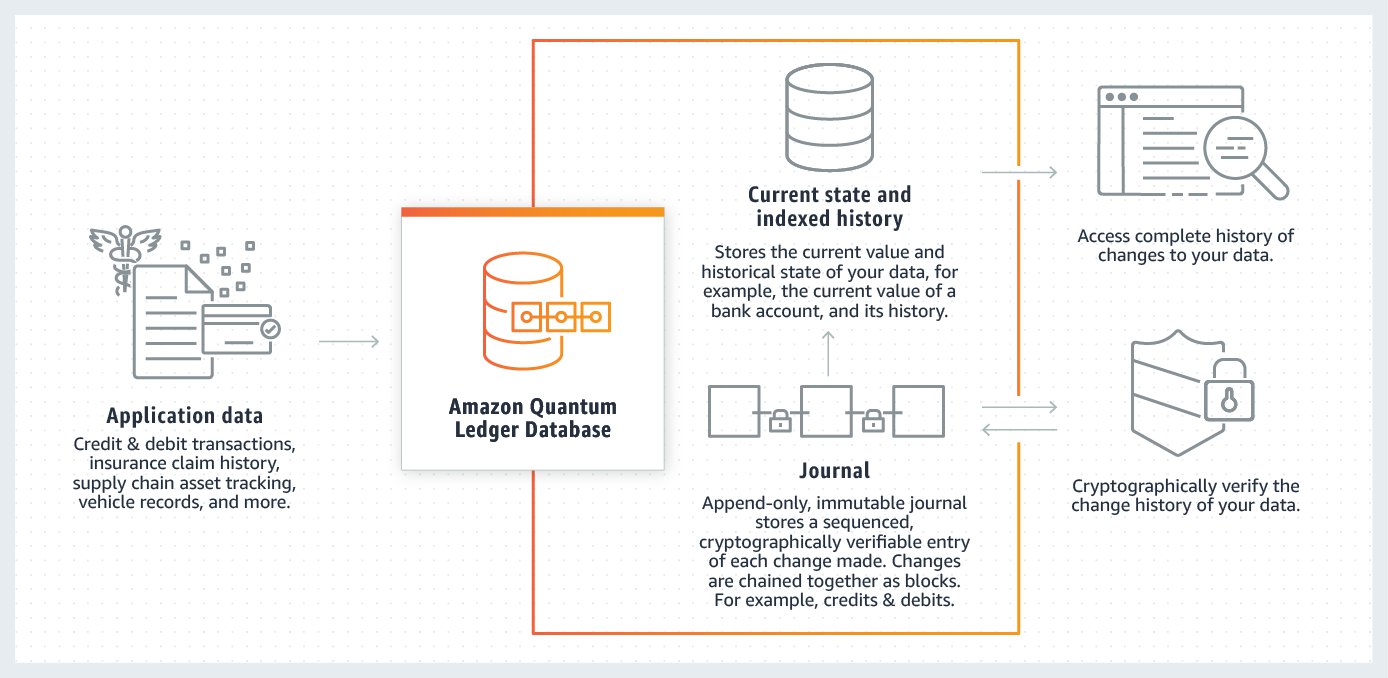 Application data
Credit & debit transactions,
insurance claim history,
supply chain asset tracking,
vehicle records, and more.
Amazon Quantum
Ledger Database
Current state and
indexed history
Stores the current value and
historical state of your data, for
example, the current value of a
bank account, and its history.
Journal
Append-only, immutable journal
stores a sequenced,
cryptographically verifiable entry
of each change made. Changes
are chained together as blocks.
For example, credits & debits.
Access complete history of
changes to your data.
Cryptographically verify the
change history of your data.